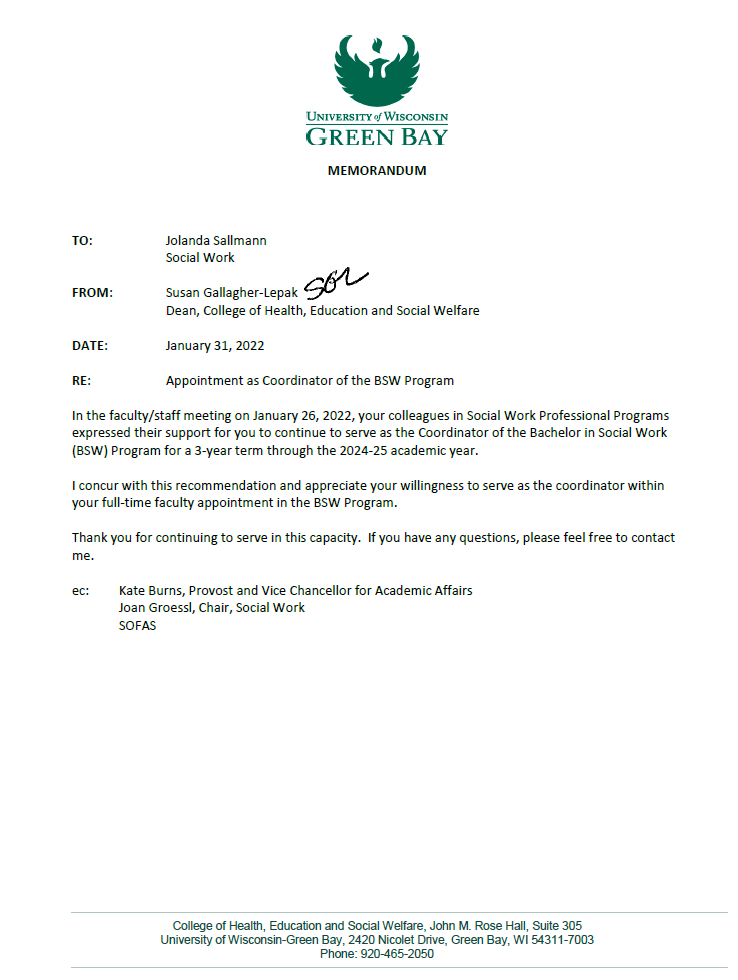 UNIVERSITY of WISCONSIN
GREEN BAY
MEMORANDUM
TO: Jolanda Sallmann
Social Work
FROM: Susan Gallagher-Lepak
Dean, College of Health, Education and Social Welfare
DATE: January 31, 2022
RE: Appointment as Coordinator of the BSW Program
In the faculty/staff meeting on January 26, 2022, your colleagues in Social Work Professional Programs
expressed their support for you to continue to serve as the Coordinator of the Bachelor in Social Work
(BSW) Program for a 3-year term through the 2024-25 academic year.
I concur with this recommendation and appreciate your willingness to serve as the coordinator within
your full-time faculty appointment in the BSW Program.
Thank you for continuing to serve in this capacity.  If you have any questions, please feel free to contact
me.
ec: Kate Burns, Provost and Vice Chancellor for Academic Affairs
Joan Groessl, Chair, Social Work
SOFAS
College of Health, Education and Social Welfare, John M. Rose Hall, Suite 305
University of Wisconsin-Green Bay, 2420 Nicolet Drive, Green Bay, WI 54311-7003
Phone: 920-465-2050